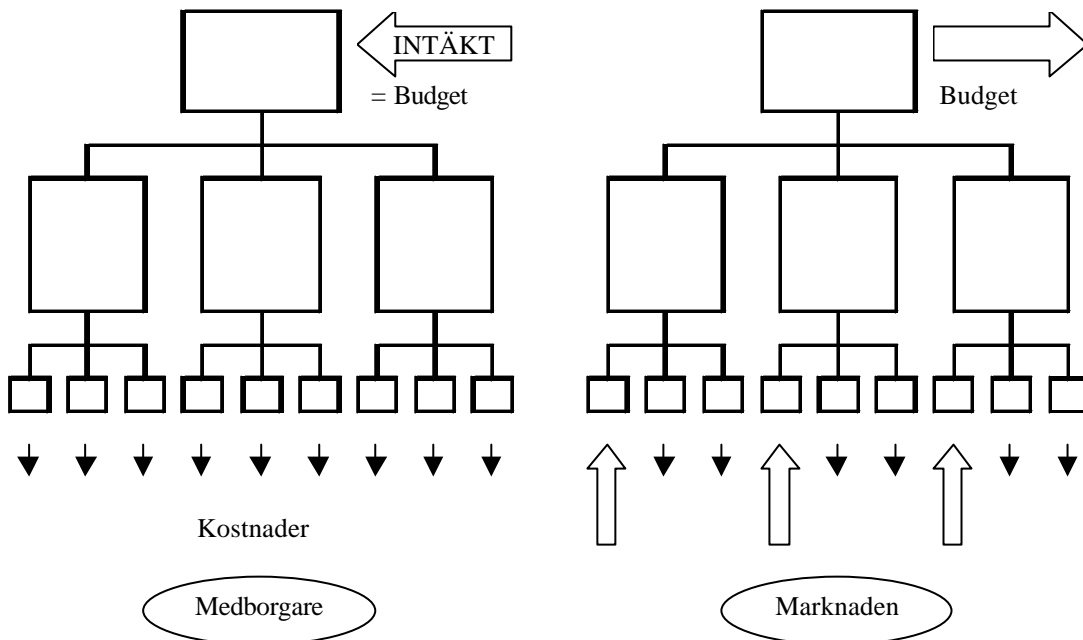 INTÄKT
= Budget
Budget
Kostnader
Medborgare
Marknaden